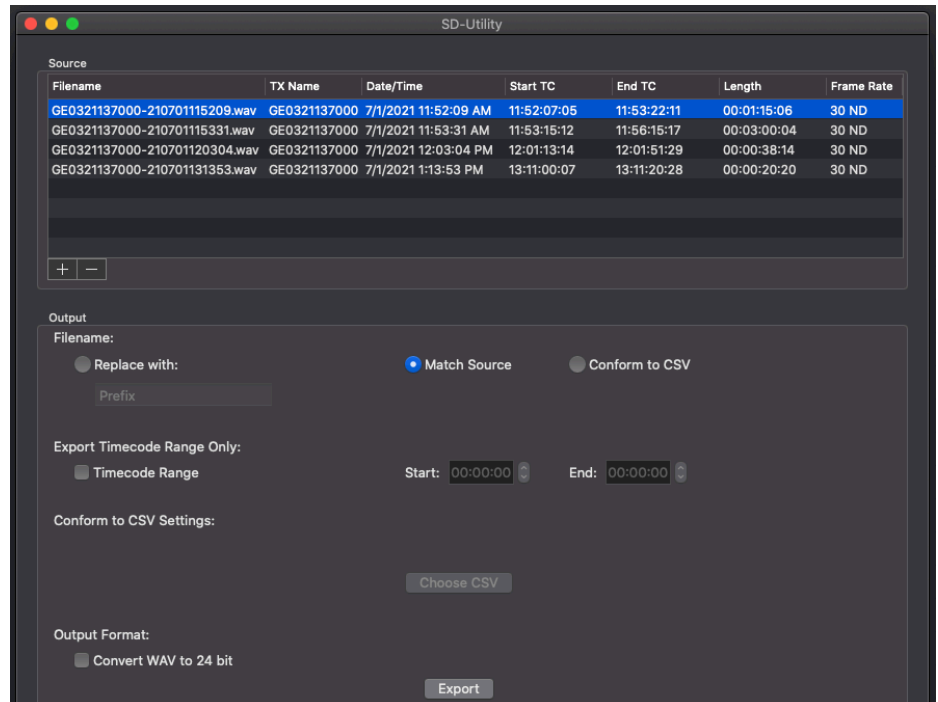 SD-Utility
Source
Filename TX Name Date/Time Start TC End TC Length Frame Rate
GE0321137000-210701115209.wav GE0321137000 7/1/2021 11:52:09 AM 11:52:07:05 11:53:22:11 00:01:15:06 30 ND
GE0321137000-210701115331.wav GE0321137000 7/1/2021 11:53:31 AM 11:53:15:12 11:56:15:17 00:03:00:04 30 ND
GE0321137000-210701120304.wav GE0321137000 7/1/2021 12:03:04 PM 12:01:13:14 12:01:51:29 00:00:38:14 30 ND
GE0321137000-210701131353.wav GE0321137000 7/1/2021 1:13:53 PM 13:11:00:07 13:11:20:28 00:00:20:20 30 ND
+ −
Output
Filename:
Replace with: Match Source Conform to CSV
Prefix
Export Timecode Range Only:
Timecode Range Start: 00:00:00 End: 00:00:00
Conform to CSV Settings:
Choose CSV
Output Format:
Convert WAV to 24 bit
Export